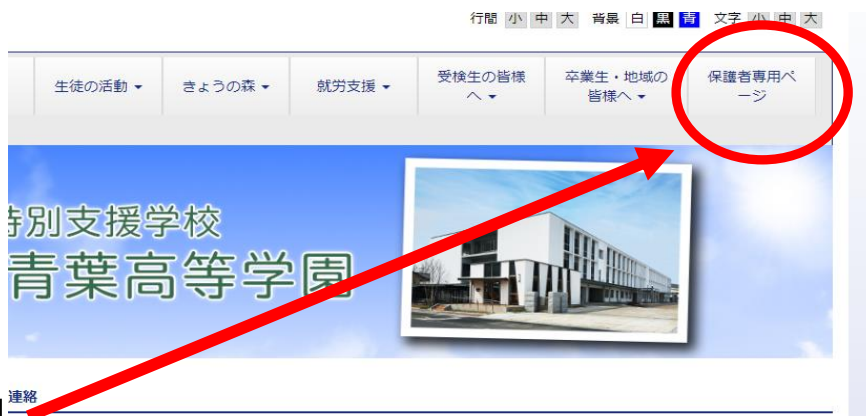 行間 小 中 大 背景 白 黒 青 文字 小 中 大
生徒の活動 ▾ きょうの森 ▾ 就労支援 ▾ 受検生の皆様へ ▾ 卒業生・地域の皆様へ ▾ 保護者専用ページ
特別支援学校
青葉高等学園
連絡